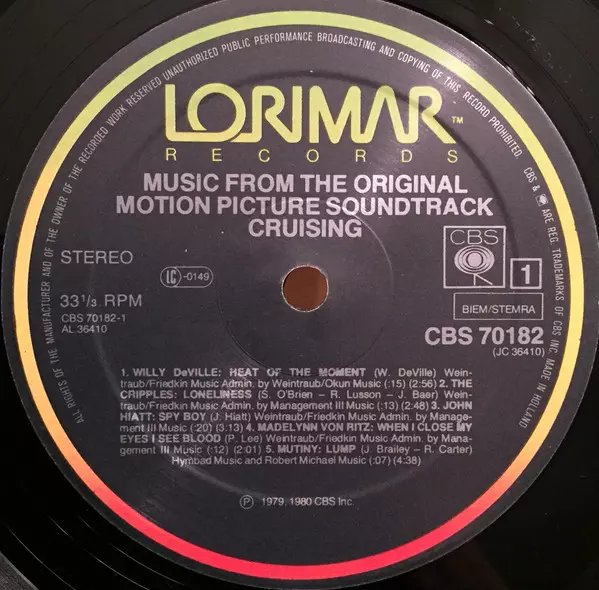 ALL RIGHTS OF THE MANUFACTURER AND OF THE OWNER OF THE RECORDED WORK RESERVED UNAUTHORIZED PUBLIC PERFORMANCE BROADCASTING AND COPYING OF THIS RECORD PROHIBITED. CBS & ARE REG. TRADEMARKS OF CBS INC. MADE IN HOLLAND
LORIMAR™
RECORDS
MUSIC FROM THE ORIGINAL
MOTION PICTURE SOUNDTRACK
CRUISING
STEREO
LC-0149
33 1/3 RPM
CBS 70182-1
AL 36410
CBS
1
BIEM/STEMRA
CBS 70182
(JC 36410)
1. WILLY DeVILLE: HEAT OF THE MOMENT (W. DeVille) Wein-
traub/Friedkin Music Admin. by Weintraub/Okun Music (:15) (2:56) 2. THE
CRIPPLES: LONELINESS (S. O'Brien - R. Lusson - J. Baer) Wein-
traub/Friedkin Music Admin. by Management III Music (:13) (2:48) 3. JOHN
HIATT: SPY BOY (J. Hiatt) Weintraub/Friedkin Music Admin. by Manage-
ment III Music (:20) (3:13) 4. MADELYNN VON RITZ: WHEN I CLOSE MY
EYES I SEE BLOOD (P. Lee) Weintraub/Friedkin Music Admin. by Mana-
gement III Music (:12) (2:01) 5. MUTINY: LUMP (J. Brailey - R. Carter)
Hymbad Music and Robert Michael Music (:07) (4:38)
℗ 1979, 1980 CBS Inc.